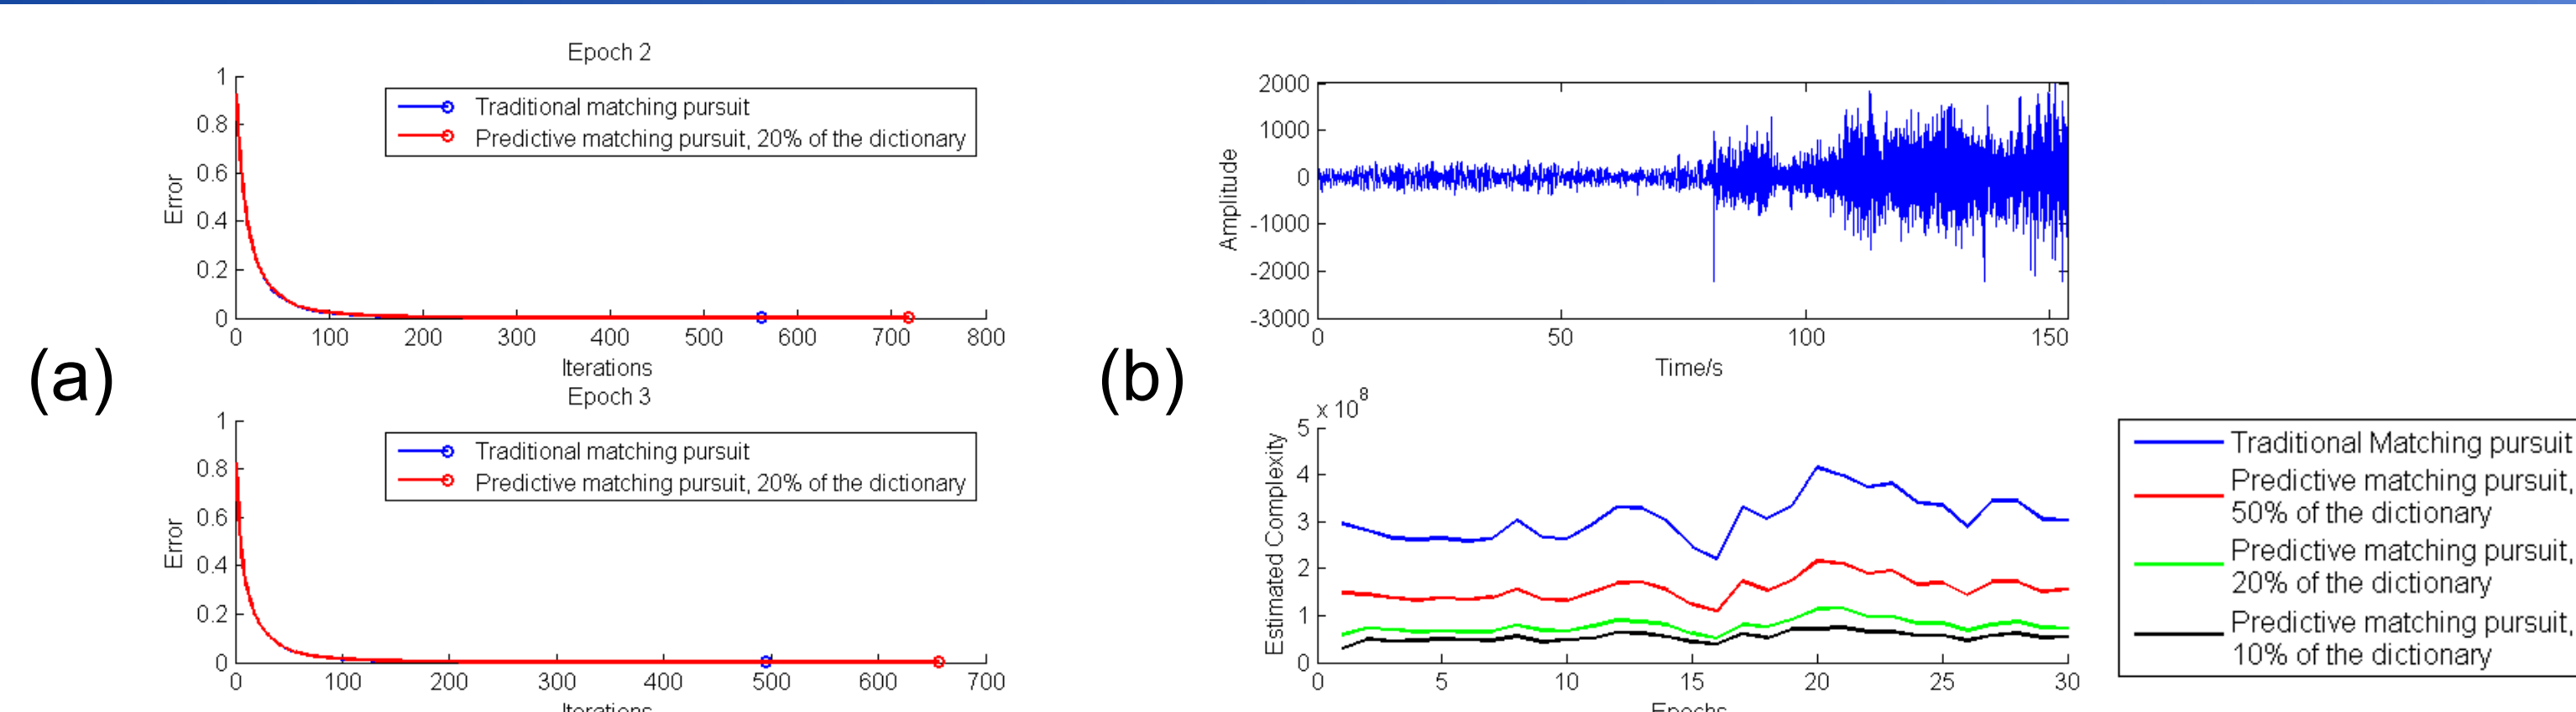 Epoch 2
1
0.8
0.6
0.4
0.2
0
Error
Traditional matching pursuit
Predictive matching pursuit, 20% of the dictionary
0 100 200 300 400 500 600 700 800
Iterations
(a)
Epoch 3
1
0.8
0.6
0.4
0.2
0
Error
Traditional matching pursuit
Predictive matching pursuit, 20% of the dictionary
0 100 200 300 400 500 600 700
Iterations
(b)
2000
1000
0
-1000
-2000
-3000
Amplitude
0 50 100 150
Time/s
x 10^8
5
4
3
2
1
0
Estimated Complexity
0 5 10 15 20 25 30
Epochs
Traditional Matching pursuit
Predictive matching pursuit,
50% of the dictionary
Predictive matching pursuit,
20% of the dictionary
Predictive matching pursuit,
10% of the dictionary